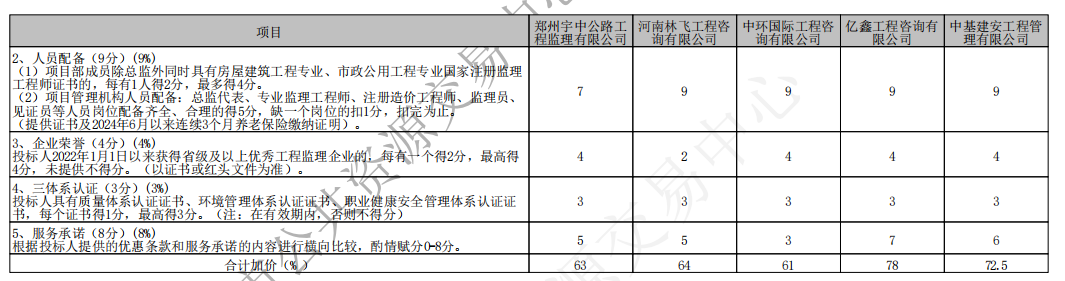 项目
郑州宇中公路工
程监理有限公司
河南林飞工程咨
询有限公司
中环国际工程咨
询有限公司
亿鑫工程咨询有
限公司
中基建安工程管
理有限公司
2、人员配备（9分）(9%)
（1）项目部成员除总监外同时具有房屋建筑工程专业、市政公用工程专业国家注册监理
工程师证书的，每有1人得2分，最多得4分。
（2）项目管理机构人员配备：总监代表、专业监理工程师、注册造价工程师、监理员、
见证员等人员岗位配备齐全、合理的得5分，缺一个岗位的扣1分，扣完为止。
（提供证书及2024年6月以来连续3个月养老保险缴纳证明）。
7
9
9
9
9
3、企业荣誉（4分）(4%)
投标人2022年1月1日以来获得省级及以上优秀工程监理企业的，每有一个得2分，最高得
4分，未提供不得分。（以证书或红头文件为准）。
4
2
4
4
4
4、三体系认证（3分）(3%)
投标人具有质量体系认证证书、环境管理体系认证证书、职业健康安全管理体系认证证
书，每个证书得1分，最高得3分。（注：在有效期内，否则不得分）
3
3
3
3
3
5、服务承诺（8分）(8%)
根据投标人提供的优惠条款和服务承诺的内容进行横向比较，酌情赋分0-8分。
5
5
3
7
6
合计加价(%)
63
64
61
78
72.5
公共资源交易
源交易中心